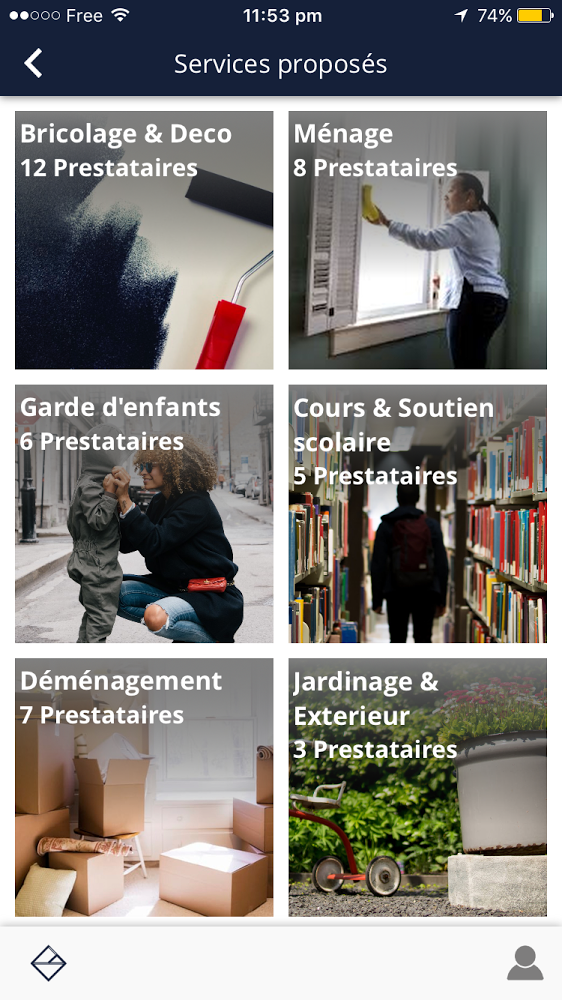 Free 11:53 pm 74%
Services proposés
Bricolage & Deco
12 Prestataires
Ménage
8 Prestataires
Garde d'enfants
6 Prestataires
Cours & Soutien
scolaire
5 Prestataires
Déménagement
7 Prestataires
Jardinage &
Exterieur
3 Prestataires